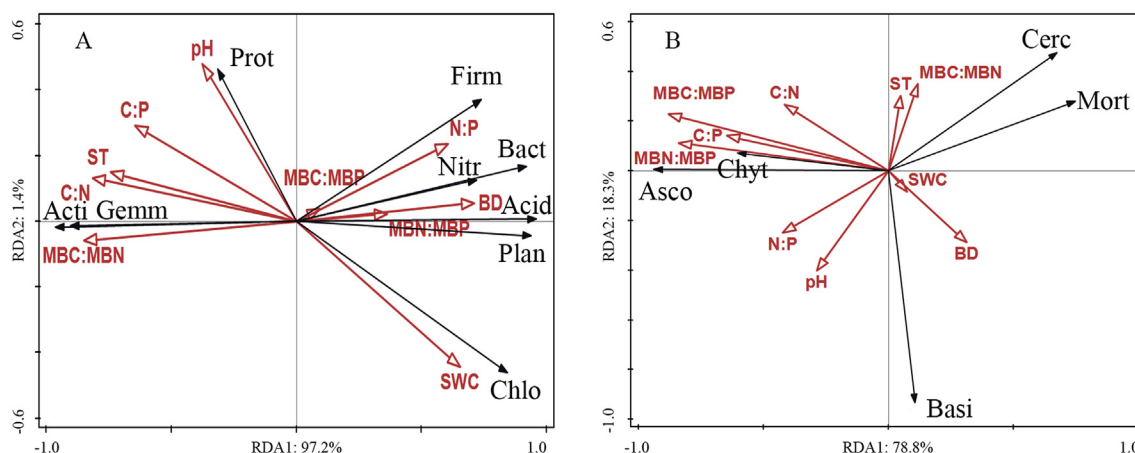 0.6
A
pH
Prot
Firm
C:P
N:P
ST
Nitr
Bact
MBC:MBP
C:N
BD
Acid
Acti
Gemm
MBN:MBP
MBC:MBN
Plan
SWC
Chlo
RDA2: 1.4%
-0.6
-1.0
RDA1: 97.2%
1.0
0.6
B
Cerc
ST
MBC:MBN
C:N
MBC:MBP
Mort
C:P
MBN:MBP
Chyt
Asco
SWC
N:P
BD
pH
Basi
RDA2: 18.3%
-1.0
-1.0
RDA1: 78.8%
1.0